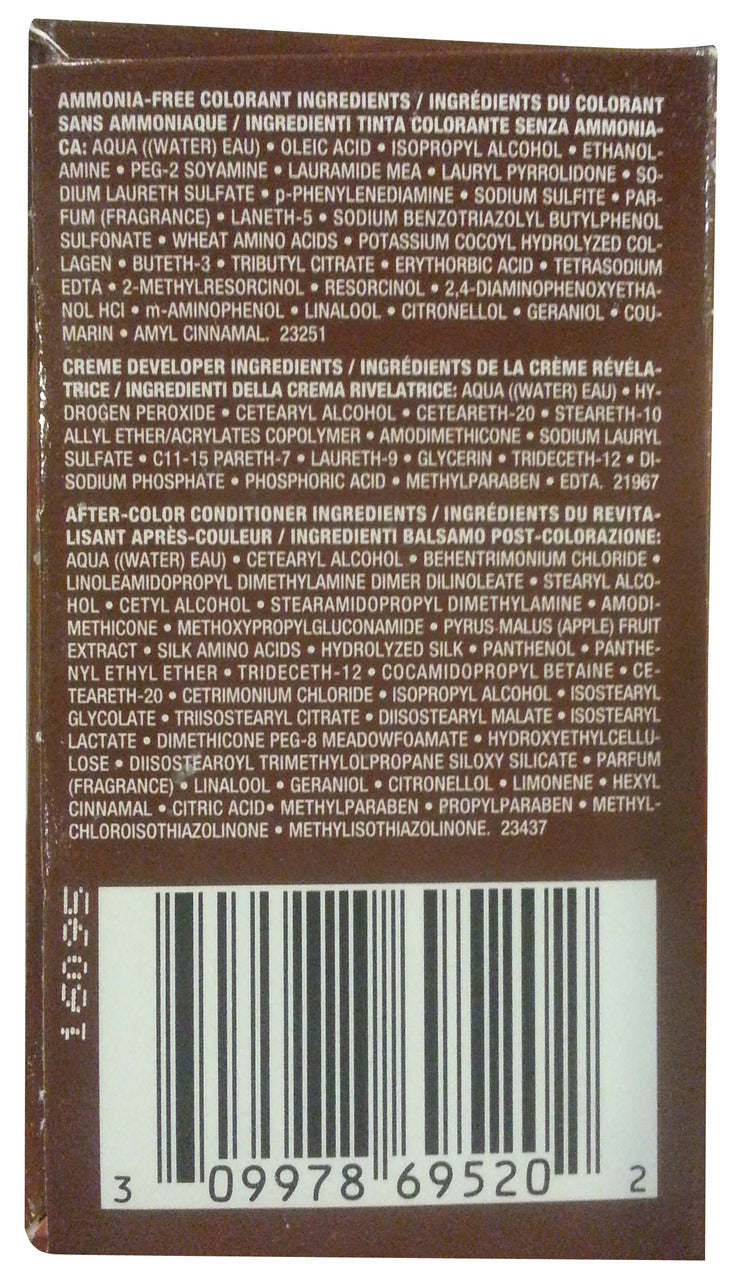 AMMONIA-FREE COLORANT INGREDIENTS / INGRÉDIENTS DU COLORANT
SANS AMMONIAQUE / INGREDIENTI TINTA COLORANTE SENZA AMMONIA-
CA: AQUA ((WATER) EAU) • OLEIC ACID • ISOPROPYL ALCOHOL • ETHANOL-
AMINE • PEG-2 SOYAMINE • LAURAMIDE MEA • LAURYL PYRROLIDONE • SO-
DIUM LAURETH SULFATE • p-PHENYLENEDIAMINE • SODIUM SULFITE • PAR-
FUM (FRAGRANCE) • LANETH-5 • SODIUM BENZOTRIAZOLYL BUTYLPHENOL
SULFONATE • WHEAT AMINO ACIDS • POTASSIUM COCOYL HYDROLYZED COL-
LAGEN • BUTETH-3 • TRIBUTYL CITRATE • ERYTHORBIC ACID • TETRASODIUM
EDTA • 2-METHYLRESORCINOL • RESORCINOL • 2,4-DIAMINOPHENOXYETHA-
NOL HCl • m-AMINOPHENOL • LINALOOL • CITRONELLOL • GERANIOL • COU-
MARIN • AMYL CINNAMAL. 23251
CREME DEVELOPER INGREDIENTS / INGRÉDIENTS DE LA CRÈME RÉVÉLA-
TRICE / INGREDIENTI DELLA CREMA RIVELATRICE: AQUA ((WATER) EAU) • HY-
DROGEN PEROXIDE • CETEARYL ALCOHOL • CETEARETH-20 • STEARETH-10
ALLYL ETHER/ACRYLATES COPOLYMER • AMODIMETHICONE • SODIUM LAURYL
SULFATE • C11-15 PARETH-7 • LAURETH-9 • GLYCERIN • TRIDECETH-12 • DI-
SODIUM PHOSPHATE • PHOSPHORIC ACID • METHYLPARABEN • EDTA. 21967
AFTER-COLOR CONDITIONER INGREDIENTS / INGRÉDIENTS DU REVITA-
LISANT APRÈS-COULEUR / INGREDIENTI BALSAMO POST-COLORAZIONE:
AQUA ((WATER) EAU) • CETEARYL ALCOHOL • BEHENTRIMONIUM CHLORIDE •
LINOLEAMIDOPROPYL DIMETHYLAMINE DIMER DILINOLEATE • STEARYL ALCO-
HOL • CETYL ALCOHOL • STEARAMIDOPROPYL DIMETHYLAMINE • AMODI-
METHICONE • METHOXYPROPYLGLUCONAMIDE • PYRUS MALUS (APPLE) FRUIT
EXTRACT • SILK AMINO ACIDS • HYDROLYZED SILK • PANTHENOL • PANTHE-
NYL ETHYL ETHER • TRIDECETH-12 • COCAMIDOPROPYL BETAINE • CE-
TEARETH-20 • CETRIMONIUM CHLORIDE • ISOPROPYL ALCOHOL • ISOSTEARYL
GLYCOLATE • TRIISOSTEARYL CITRATE • DIISOSTEARYL MALATE • ISOSTEARYL
LACTATE • DIMETHICONE PEG-8 MEADOWFOAMATE • HYDROXYETHYLCELLU-
LOSE • DIISOSTEAROYL TRIMETHYLOLPROPANE SILOXY SILICATE • PARFUM
(FRAGRANCE) • LINALOOL • GERANIOL • CITRONELLOL • LIMONENE • HEXYL
CINNAMAL • CITRIC ACID• METHYLPARABEN • PROPYLPARABEN • METHYL-
CHLOROISOTHIAZOLINONE • METHYLISOTHIAZOLINONE. 23437
16035
3 09978 69520 2